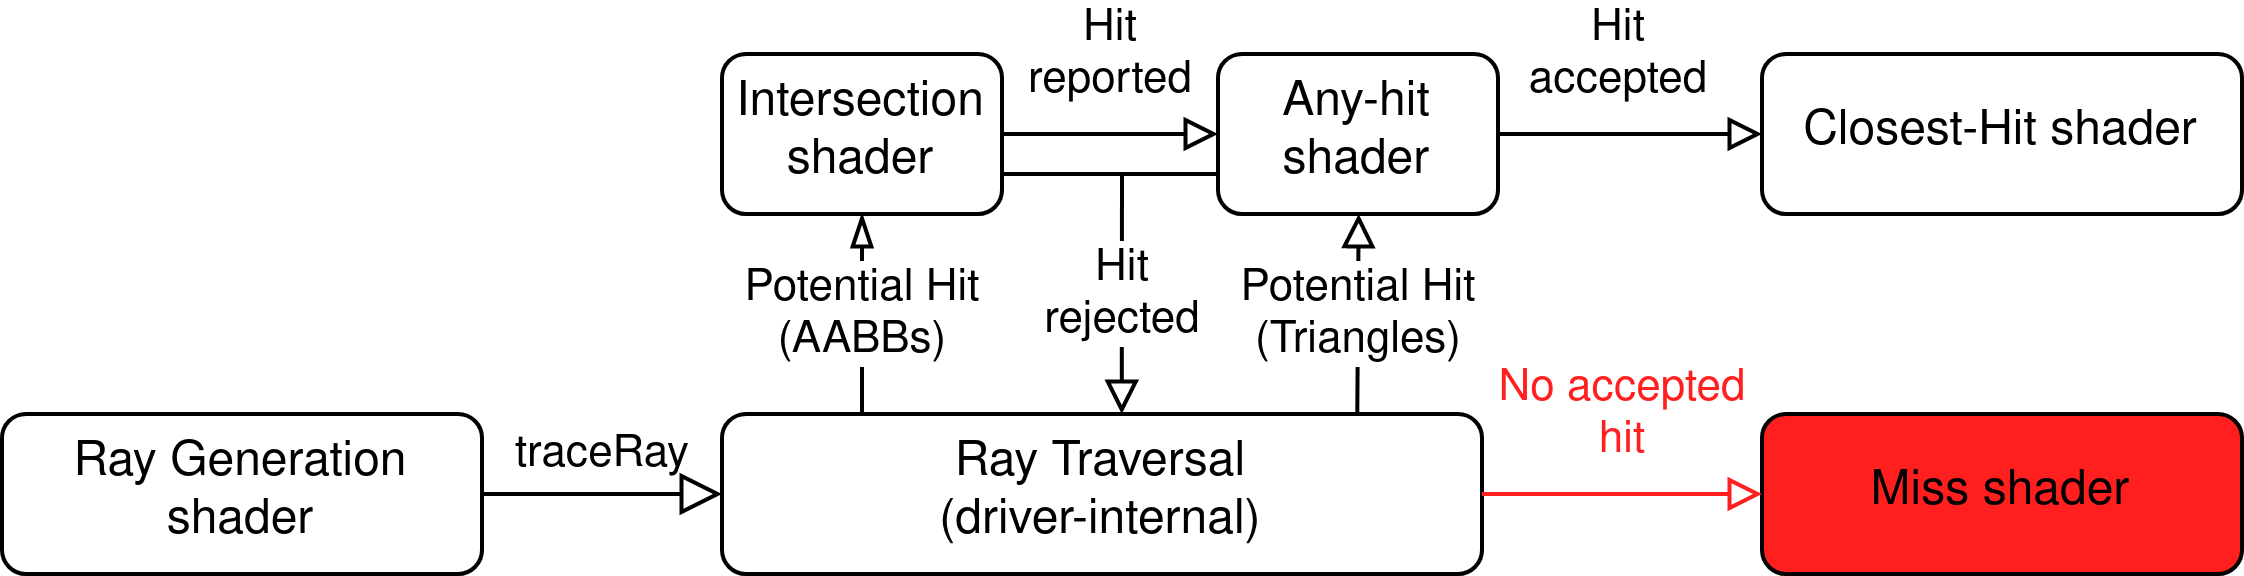 Hit
reported
Hit
accepted
Intersection
shader
Any-hit
shader
Closest-Hit shader
Potential Hit
(AABBs)
Hit
rejected
Potential Hit
(Triangles)
No accepted
hit
Ray Generation
shader
traceRay
Ray Traversal
(driver-internal)
Miss shader